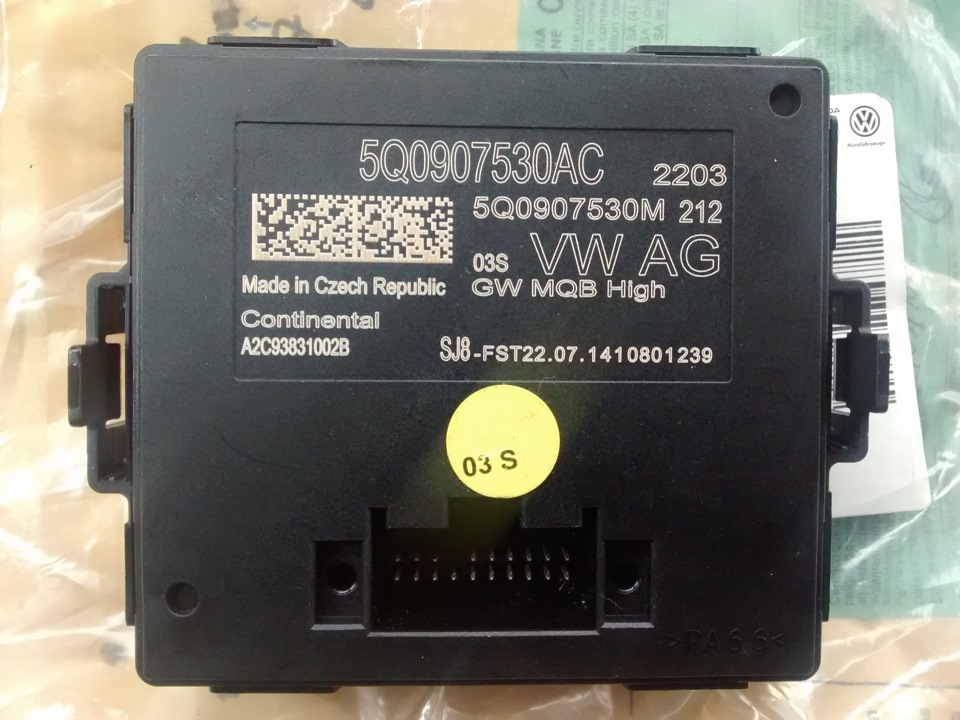 5Q0907530AC 2203
5Q0907530M 212
03S VW AG
Made in Czech Republic GW MQB High
Continental
A2C93831002B SJ8-FST22.07.1410801239
03 S
>PA66<
Nutzfahrzeuge